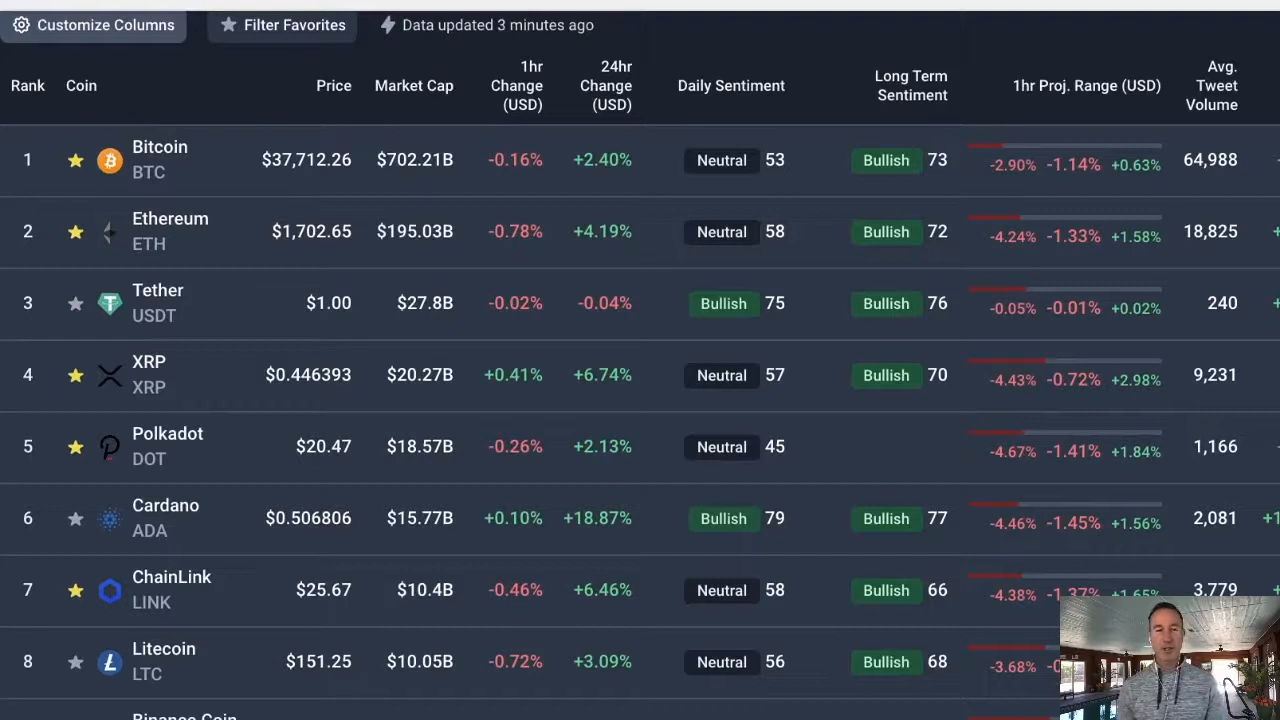 Customize Columns Filter Favorites Data updated 3 minutes ago
Rank Coin Price Market Cap 1hr Change (USD) 24hr Change (USD) Daily Sentiment Long Term Sentiment 1hr Proj. Range (USD) Avg. Tweet Volume
1 Bitcoin BTC $37,712.26 $702.21B -0.16% +2.40% Neutral 53 Bullish 73 -2.90% -1.14% +0.63% 64,988
2 Ethereum ETH $1,702.65 $195.03B -0.78% +4.19% Neutral 58 Bullish 72 -4.24% -1.33% +1.58% 18,825
3 Tether USDT $1.00 $27.8B -0.02% -0.04% Bullish 75 Bullish 76 -0.05% -0.01% +0.02% 240
4 XRP XRP $0.446393 $20.27B +0.41% +6.74% Neutral 57 Bullish 70 -4.43% -0.72% +2.98% 9,231
5 Polkadot DOT $20.47 $18.57B -0.26% +2.13% Neutral 45 -4.67% -1.41% +1.84% 1,166
6 Cardano ADA $0.506806 $15.77B +0.10% +18.87% Bullish 79 Bullish 77 -4.46% -1.45% +1.56% 2,081 +1
7 ChainLink LINK $25.67 $10.4B -0.46% +6.46% Neutral 58 Bullish 66 -4.38% -1.37% +1.65% 3,779
8 Litecoin LTC $151.25 $10.05B -0.72% +3.09% Neutral 56 Bullish 68 -3.68%
Binance Coin